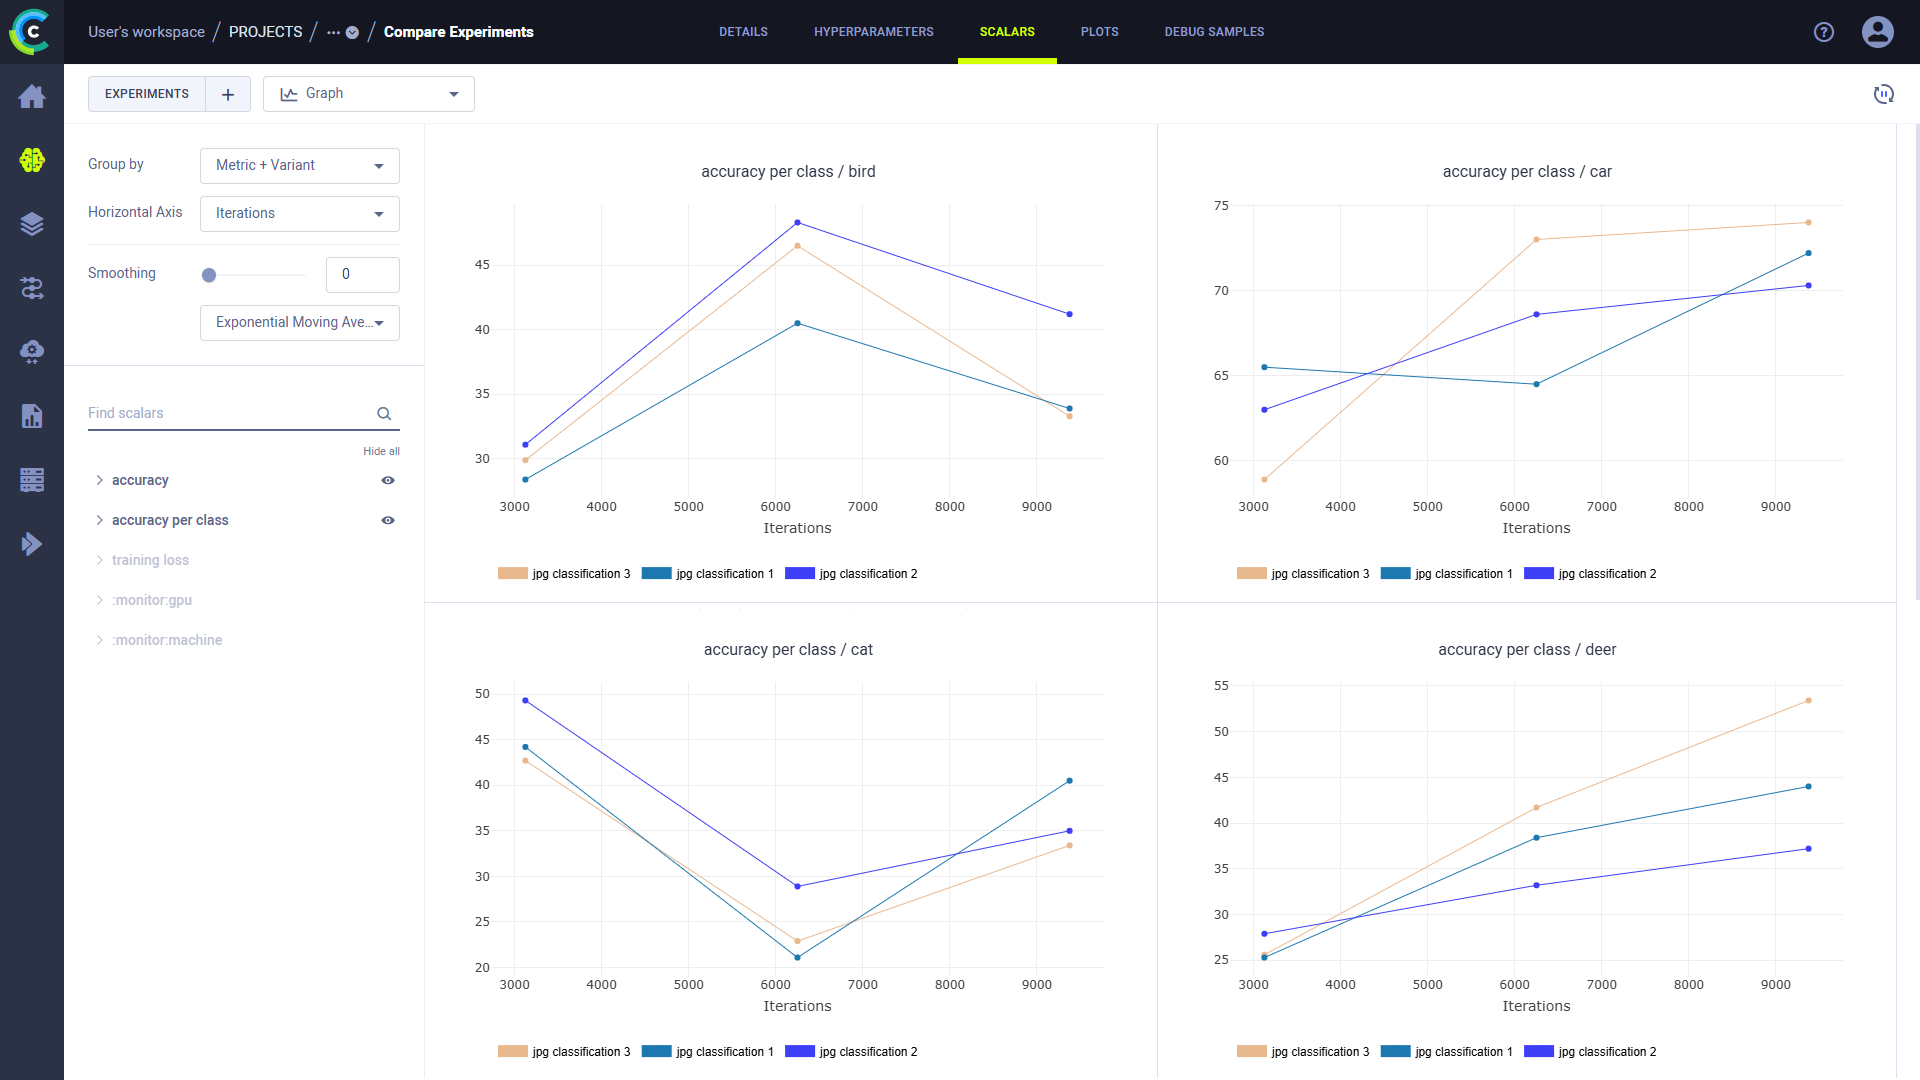 User's workspace / PROJECTS / ... / Compare Experiments
DETAILS HYPERPARAMETERS SCALARS PLOTS DEBUG SAMPLES
EXPERIMENTS + Graph
Group by Metric + Variant
Horizontal Axis Iterations
Smoothing 0
Exponential Moving Ave...
Find scalars
Hide all
accuracy
accuracy per class
training loss
:monitor:gpu
:monitor:machine
accuracy per class / bird
45
40
35
30
3000 4000 5000 6000 7000 8000 9000
Iterations
jpg classification 3 jpg classification 1 jpg classification 2
accuracy per class / car
75
70
65
60
3000 4000 5000 6000 7000 8000 9000
Iterations
jpg classification 3 jpg classification 1 jpg classification 2
accuracy per class / cat
50
45
40
35
30
25
20
3000 4000 5000 6000 7000 8000 9000
Iterations
jpg classification 3 jpg classification 1 jpg classification 2
accuracy per class / deer
55
50
45
40
35
30
25
3000 4000 5000 6000 7000 8000 9000
Iterations
jpg classification 3 jpg classification 1 jpg classification 2